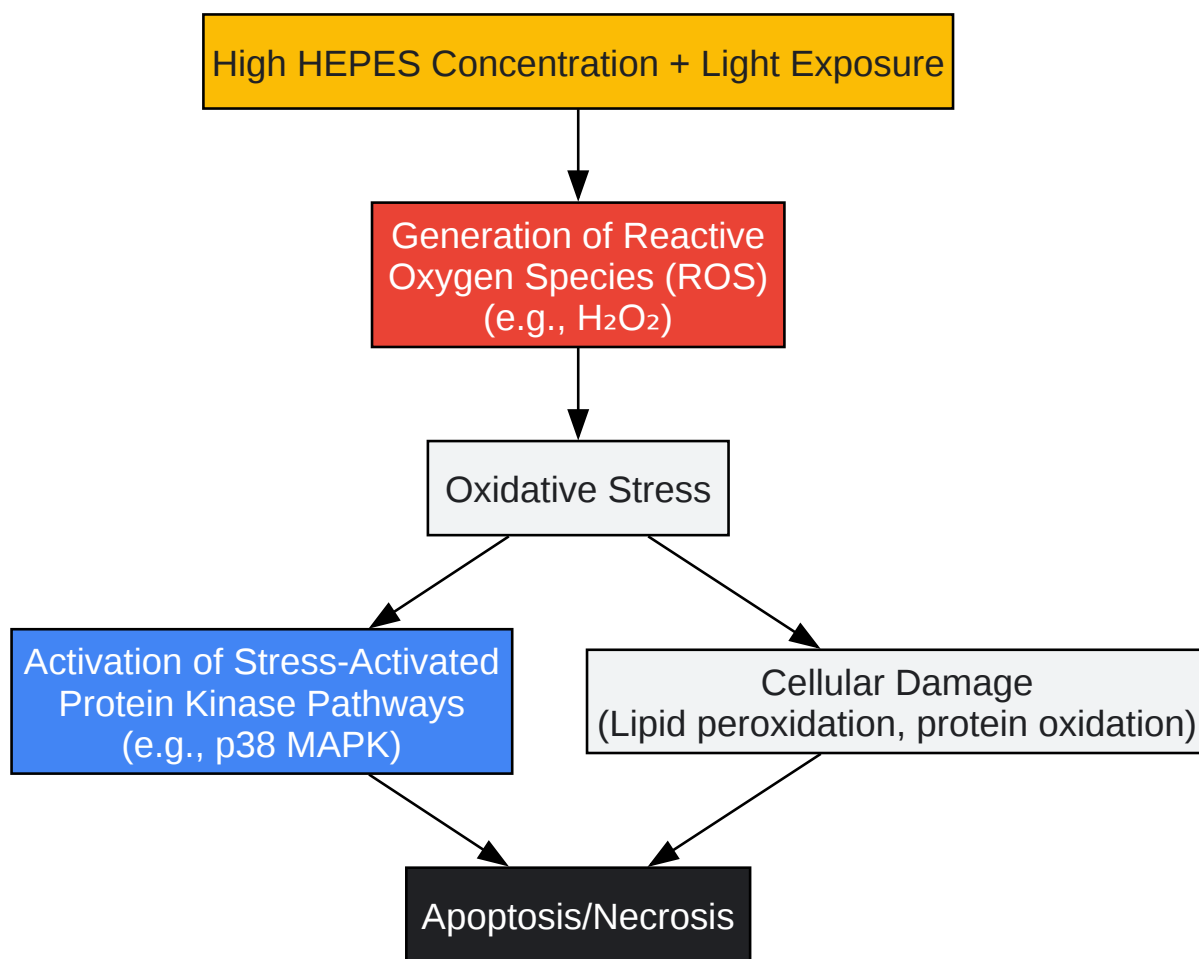 High HEPES Concentration + Light Exposure
Generation of Reactive
Oxygen Species (ROS)
(e.g., H₂O₂)
Oxidative Stress
Activation of Stress-Activated
Protein Kinase Pathways
(e.g., p38 MAPK)
Cellular Damage
(Lipid peroxidation, protein oxidation)
Apoptosis/Necrosis